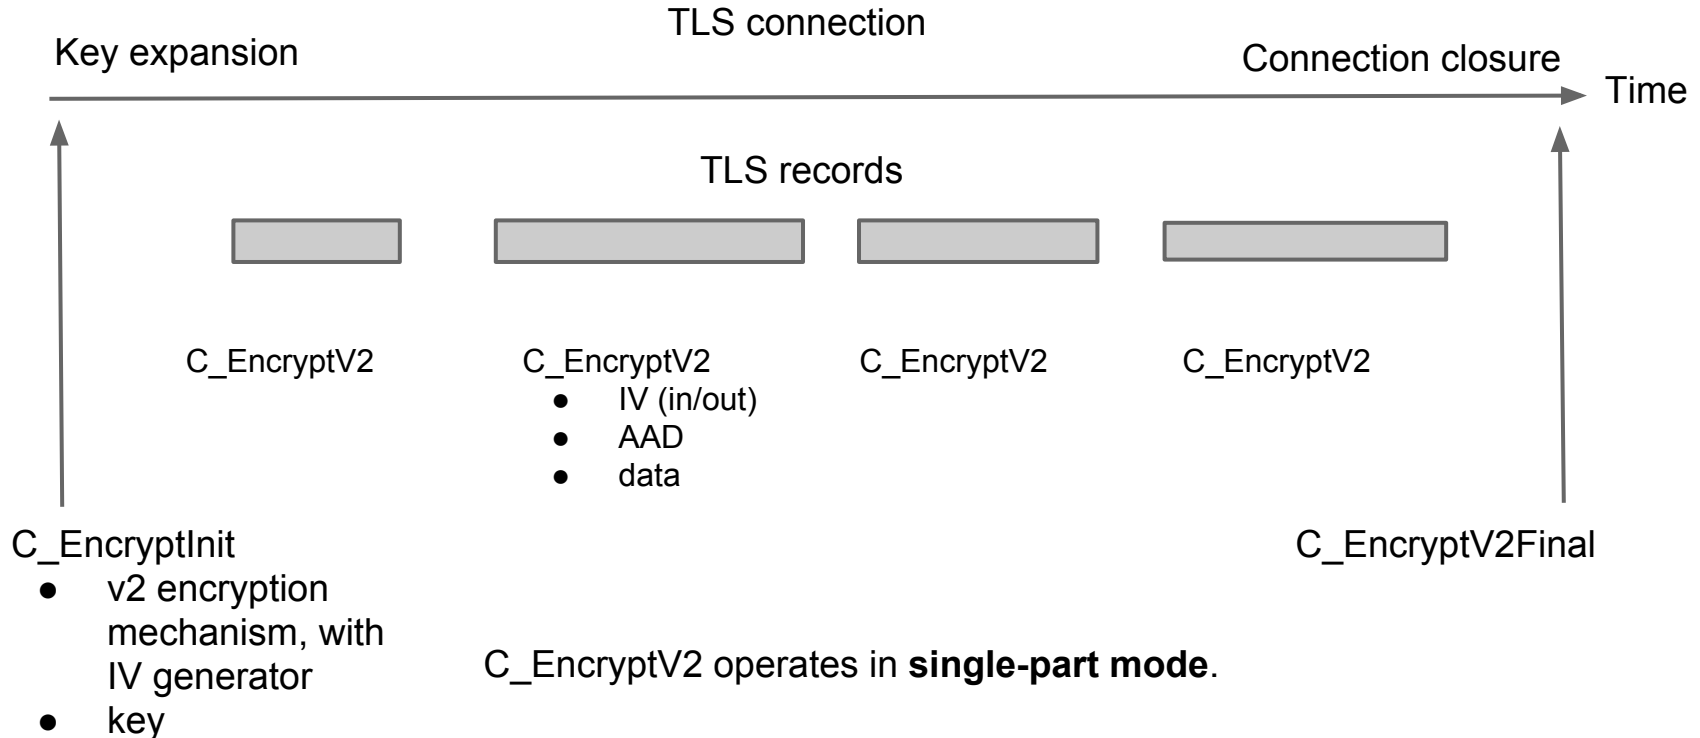 TLS connection
Key expansion
Connection closure
Time
TLS records
C_EncryptV2
C_EncryptV2
● IV (in/out)
● AAD
● data
C_EncryptV2
C_EncryptV2
C_EncryptInit
● v2 encryption
mechanism, with
IV generator
● key
C_EncryptV2Final
C_EncryptV2 operates in single-part mode.